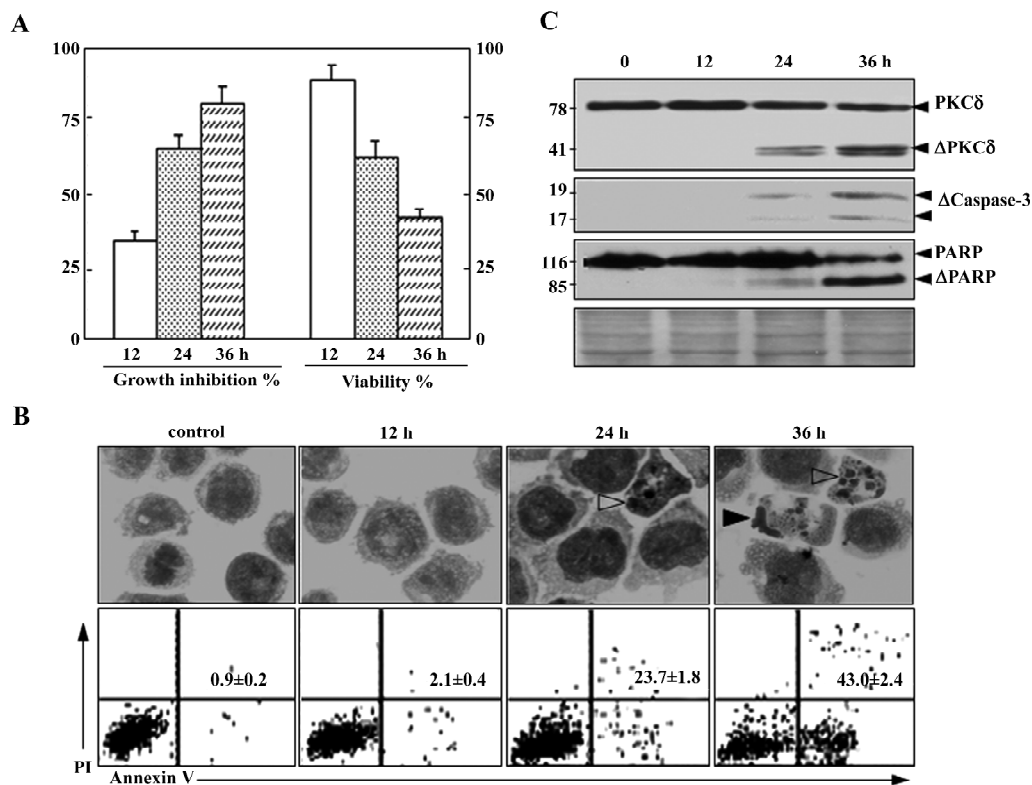 A
100
75
50
25
0
100
75
50
25
0
12 24 36 h 12 24 36 h
Growth inhibition % Viability %
C
0 12 24 36 h
78 PKCδ
41 ΔPKCδ
19 ΔCaspase-3
17
116 PARP
85 ΔPARP
B
control 12 h 24 h 36 h
0.9±0.2 2.1±0.4 23.7±1.8 43.0±2.4
PI
Annexin V